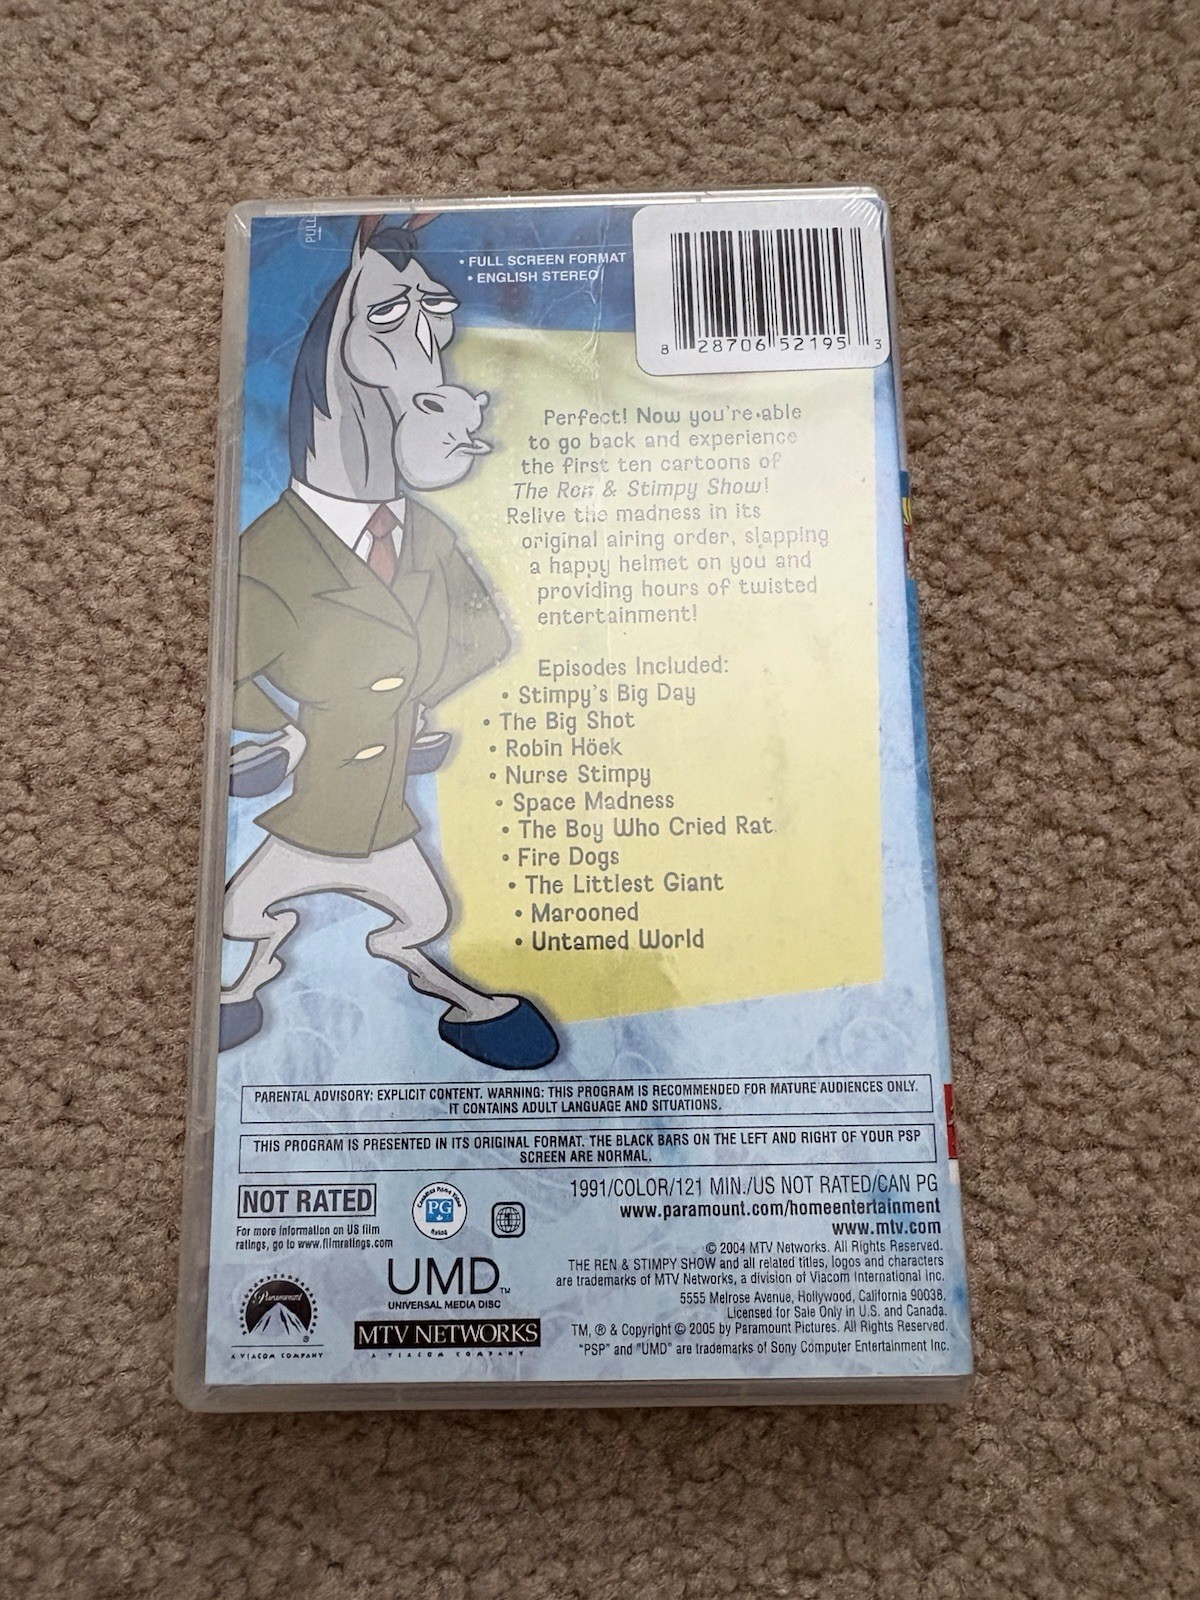 PULL
• FULL SCREEN FORMAT
• ENGLISH STEREO
8 28706 52195 3
Perfect! Now you're able
to go back and experience
the first ten cartoons of
The Ren & Stimpy Show!
Relive the madness in its
original airing order, slapping
a happy helmet on you and
providing hours of twisted
entertainment!
Episodes Included:
• Stimpy's Big Day
• The Big Shot
• Robin Höek
• Nurse Stimpy
• Space Madness
• The Boy Who Cried Rat
• Fire Dogs
• The Littlest Giant
• Marooned
• Untamed World
PARENTAL ADVISORY: EXPLICIT CONTENT. WARNING: THIS PROGRAM IS RECOMMENDED FOR MATURE AUDIENCES ONLY.
IT CONTAINS ADULT LANGUAGE AND SITUATIONS.
THIS PROGRAM IS PRESENTED IN ITS ORIGINAL FORMAT. THE BLACK BARS ON THE LEFT AND RIGHT OF YOUR PSP
SCREEN ARE NORMAL.
NOT RATED
For more information on US film
ratings, go to www.filmratings.com
Canadian Home Video
PG
Rated
1991/COLOR/121 MIN./US NOT RATED/CAN PG
www.paramount.com/homeentertainment
www.mtv.com
© 2004 MTV Networks. All Rights Reserved.
THE REN & STIMPY SHOW and all related titles, logos and characters
are trademarks of MTV Networks, a division of Viacom International Inc.
5555 Melrose Avenue, Hollywood, California 90038.
Licensed for Sale Only in U.S. and Canada.
TM, ® & Copyright © 2005 by Paramount Pictures. All Rights Reserved.
"PSP" and "UMD" are trademarks of Sony Computer Entertainment Inc.
Paramount
®
A VIACOM COMPANY
UMD™
UNIVERSAL MEDIA DISC
MTV NETWORKS
A VIACOM COMPANY